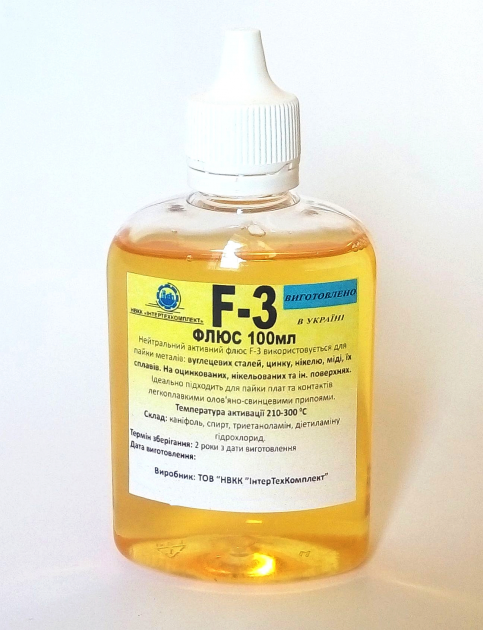 НВКК «ІНТЕРТЕХКОМПЛЕКТ»
F-3
ВИГОТОВЛЕНО
В УКРАЇНІ
ФЛЮС 100мл
Нейтральний активний флюс F-3 використовується для
пайки металів: вуглецевих сталей, цинку, нікелю, міді, їх
сплавів. На оцинкованих, нікельованих та ін. поверхнях.
Ідеально підходить для пайки плат та контактів
легкоплавкими олов'яно-свинцевими припоями.
Температура активації 210-300 °С
Склад: каніфоль, спирт, триетаноламін, діетиламіну
гідрохлорид.
Термін зберігання: 2 роки з дати виготовлення
Дата виготовлення:
Виробник: ТОВ "НВКК "ІнтерТехКомплект"